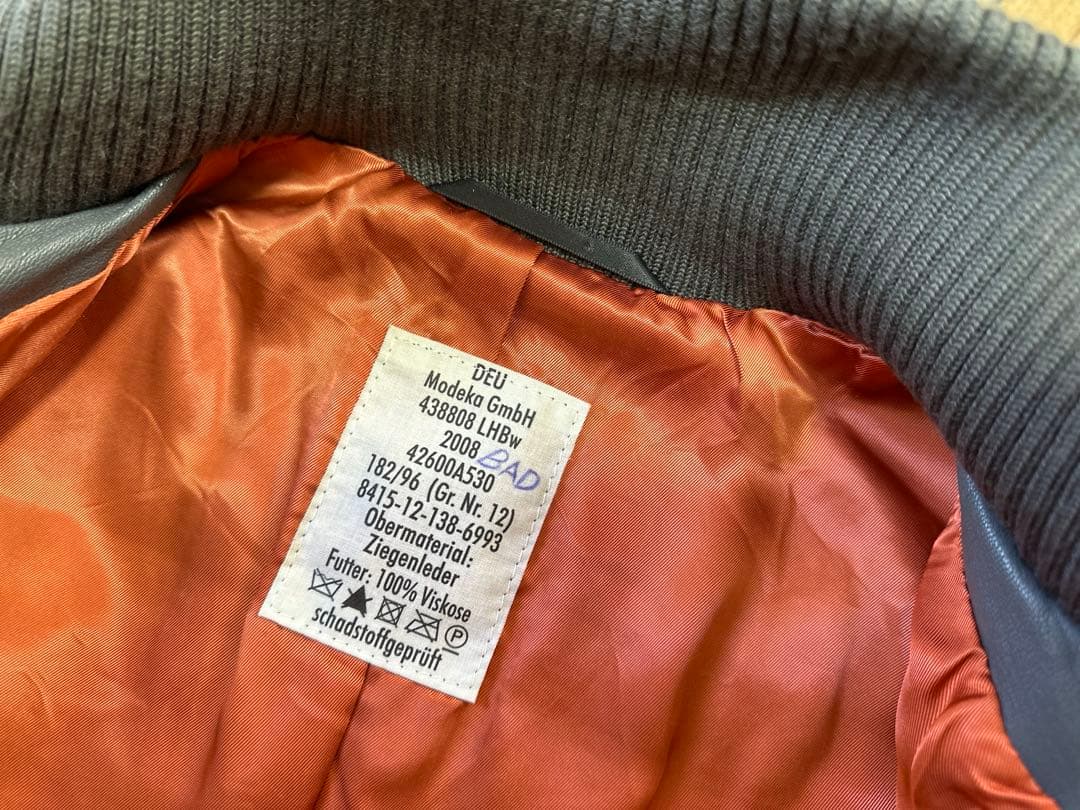 DEU
Modeka GmbH
438808 LHBw
2008 BAD
42600A530
182/96 (Gr. Nr. 12)
8415-12-138-6993
Obermaterial:
Ziegenleder
Futter: 100% Viskose
P
schadstoffgeprüft